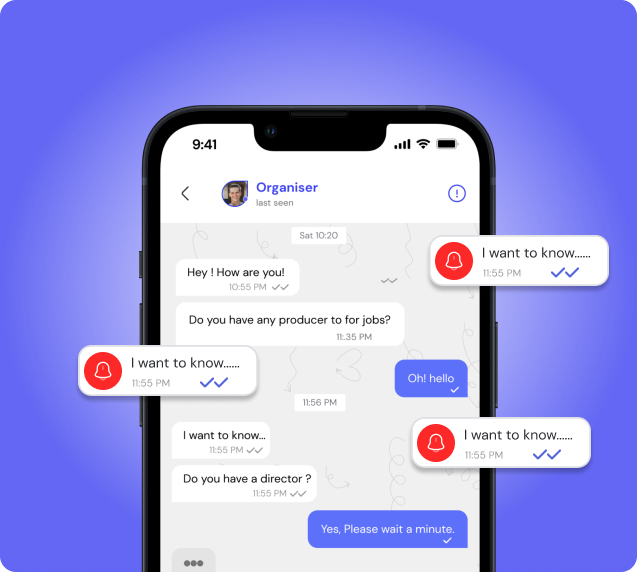 9:41
Organiser
last seen
Sat 10:20
Hey ! How are you!
10:55 PM
I want to know......
11:55 PM
Do you have any producer to for jobs?
11:.35 PM
I want to know......
11:55 PM
Oh! hello
11:56 PM
I want to know...
11:55 PM
I want to know......
11:55 PM
Do you have a director ?
11:55 PM
Yes, Please wait a minute.